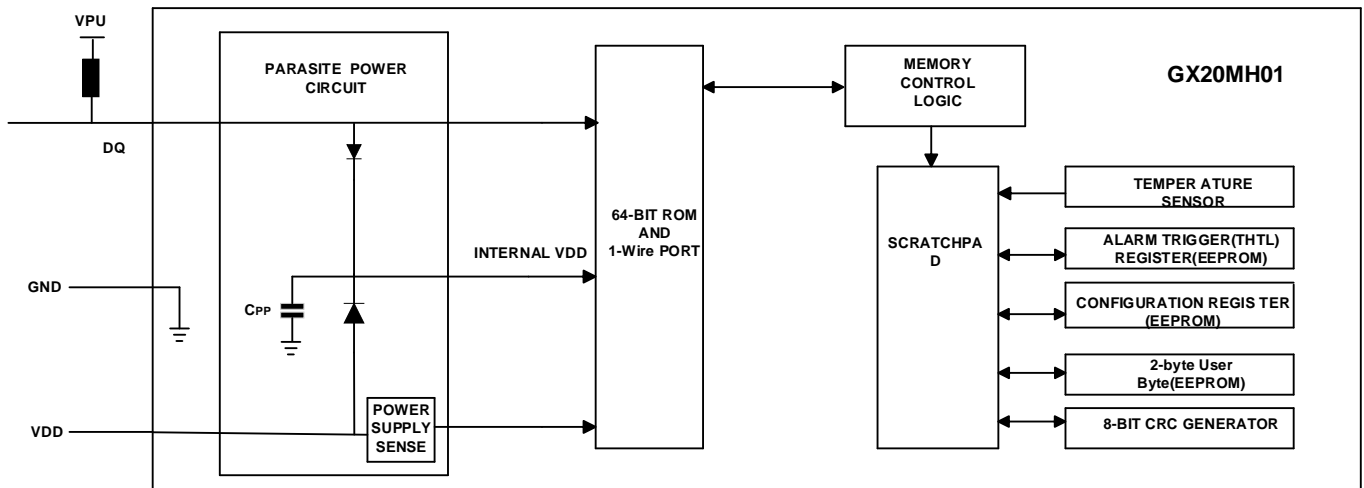 VPU
PARASITE POWER
CIRCUIT
DQ
INTERNAL VDD
GND
CPP
VDD
POWER
SUPPLY
SENSE
64-BIT ROM
AND
1-Wire PORT
MEMORY
CONTROL
LOGIC
GX20MH01
SCRATCHPA
D
TEMPER ATURE
SENSOR
ALARM TRIGGER(THTL)
REGISTER(EEPROM)
CONFIGURATION REGISTER
(EEPROM)
2-byte User
Byte(EEPROM)
8-BIT CRC GENERATOR